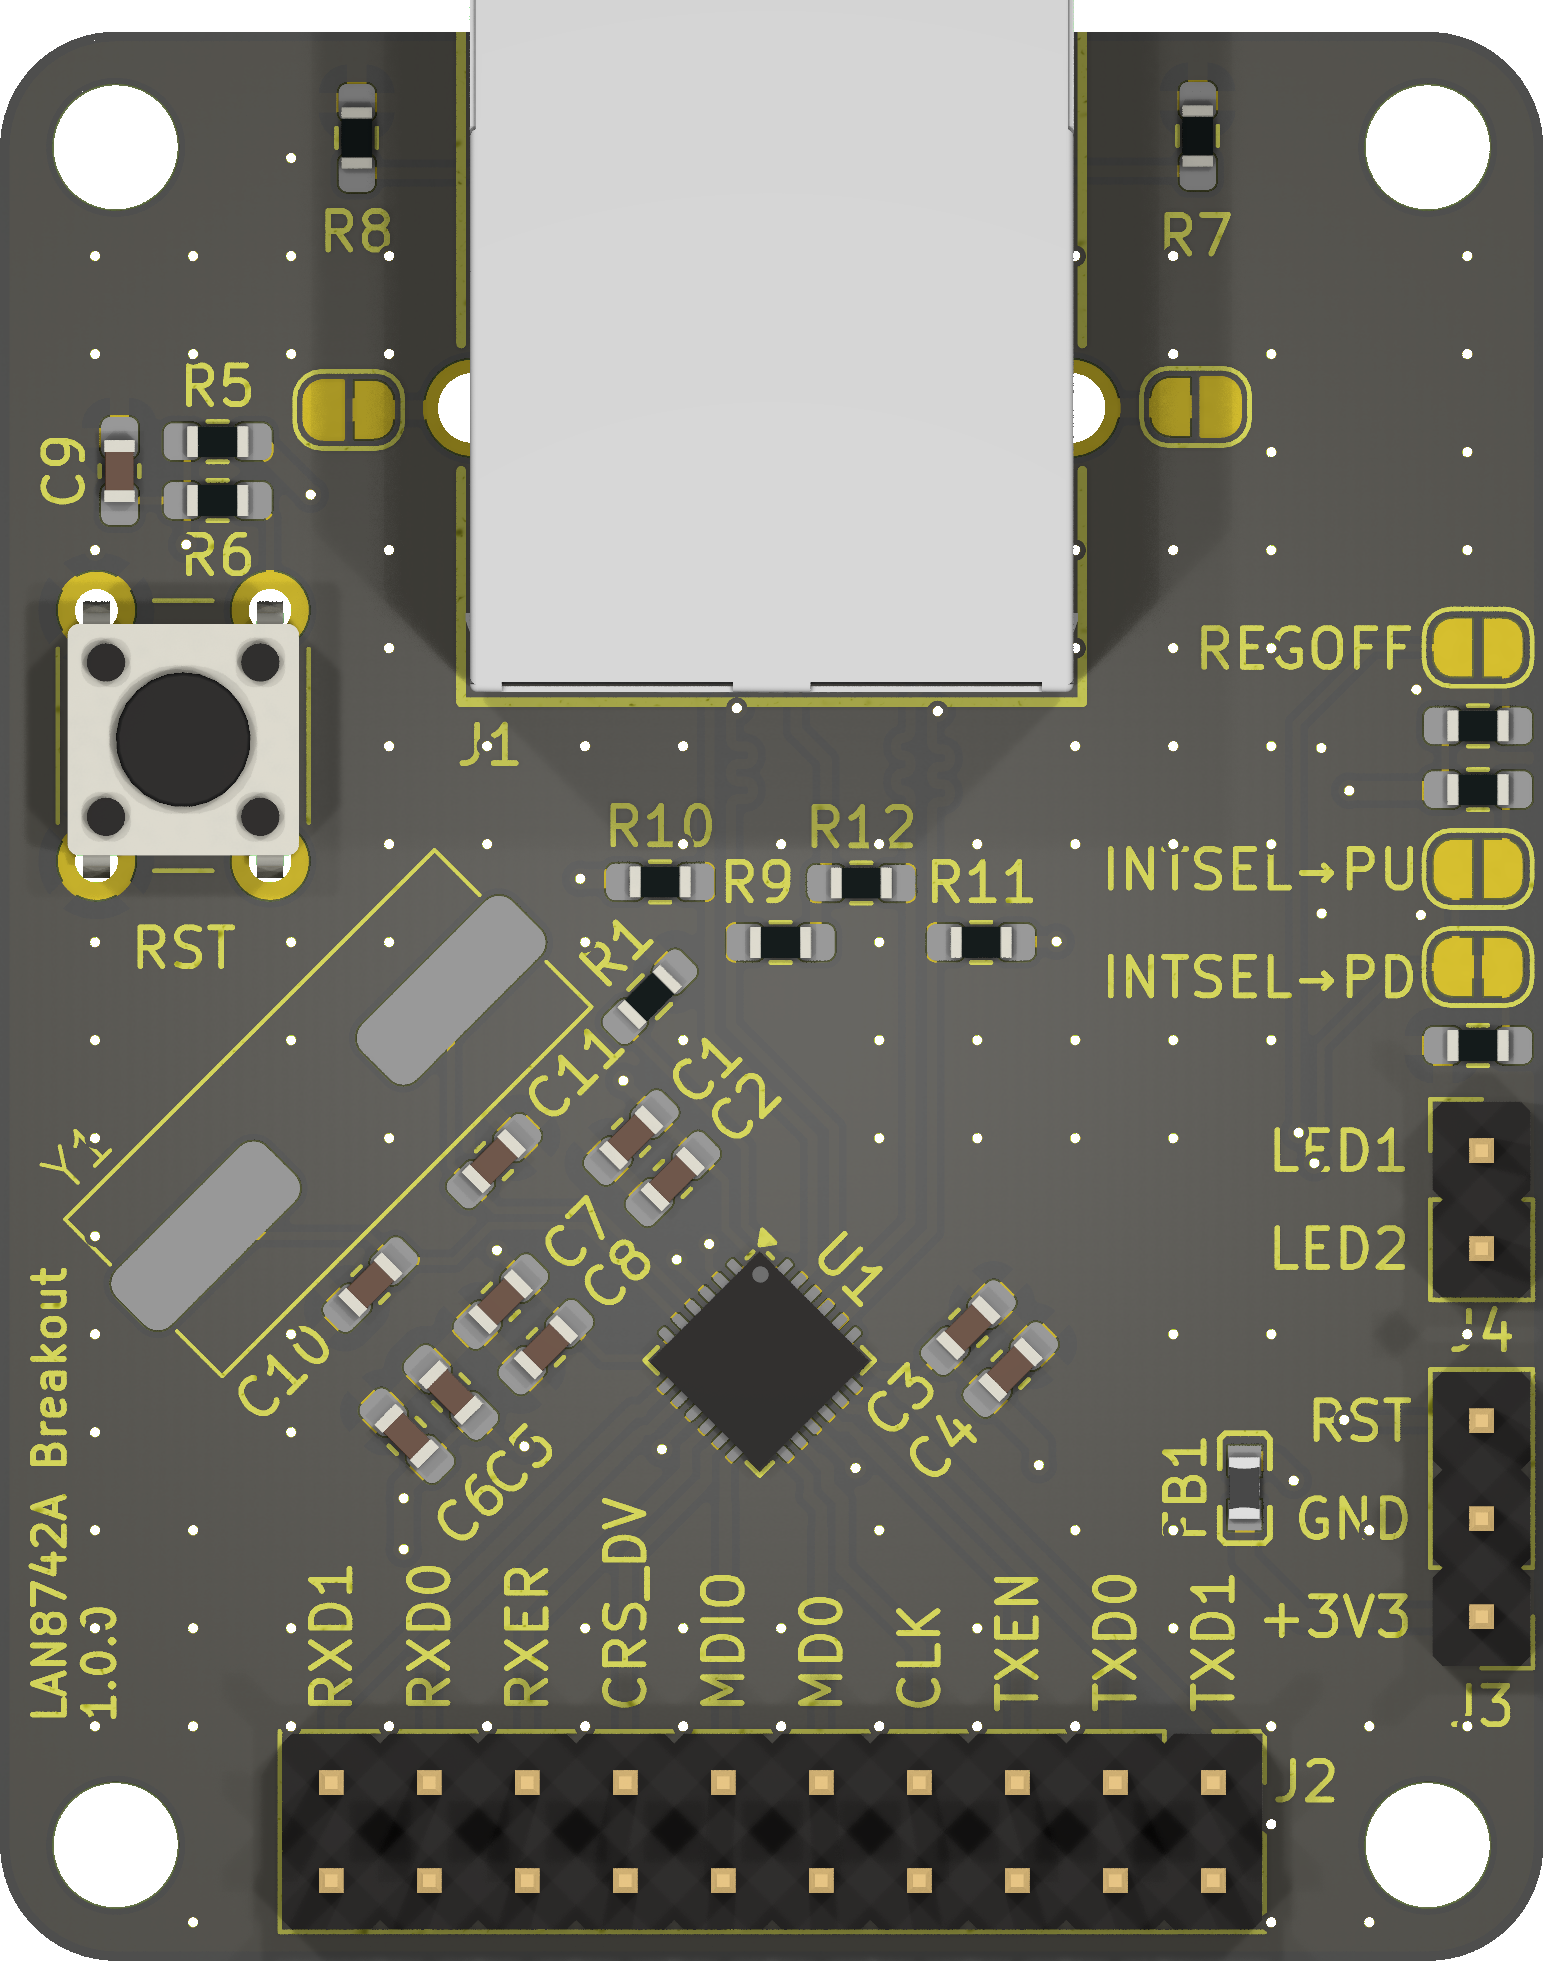 R8
R7
R5
C9
R6
REGOFF
J1
R10
R12
R9
R11
INTSEL→PU
RST
R1
INTSEL→PD
C11
C1
C2
Y1
LED1
C7
C8
U1
LED2
C10
J4
C3
C4
RST
C5
C6
FB1
GND
LAN8742A Breakout
1.0.0
RXD1
RXD0
RXER
CRS_DV
MDIO
MD0
CLK
TXEN
TXD0
TXD1
+3V3
J3
J2